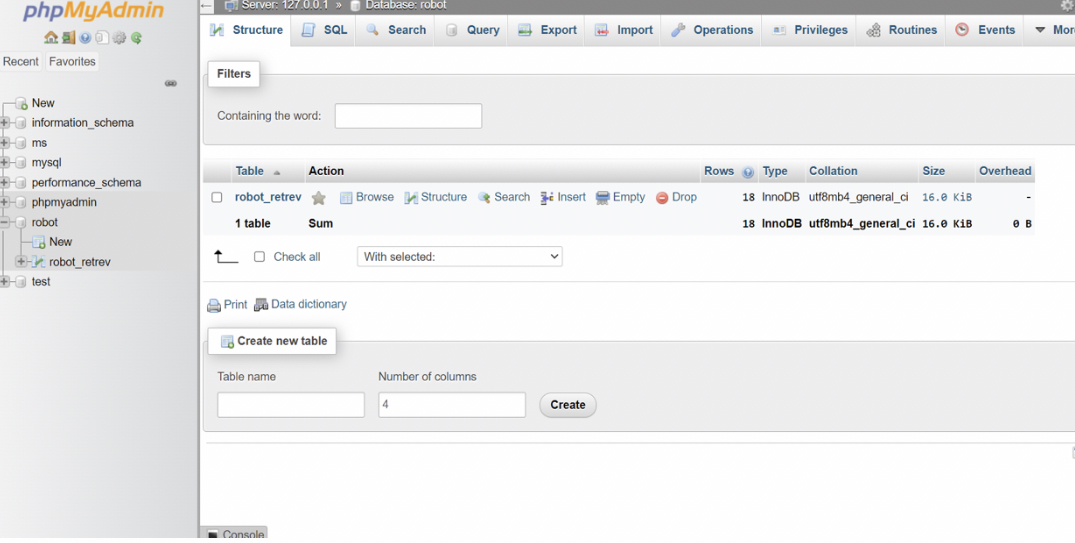 phpMyAdmin
Recent Favorites
New
information_schema
ms
mysql
performance_schema
phpmyadmin
robot
New
robot_retrev
test
Server: 127.0.0.1 » Database: robot
Structure SQL Search Query Export Import Operations Privileges Routines Events More
Filters
Containing the word:
Table Action Rows Type Collation Size Overhead
robot_retrev Browse Structure Search Insert Empty Drop 18 InnoDB utf8mb4_general_ci 16.0 KiB -
1 table Sum 18 InnoDB utf8mb4_general_ci 16.0 KiB 0 B
Check all With selected:
Print Data dictionary
Create new table
Table name Number of columns
4 Create
Console